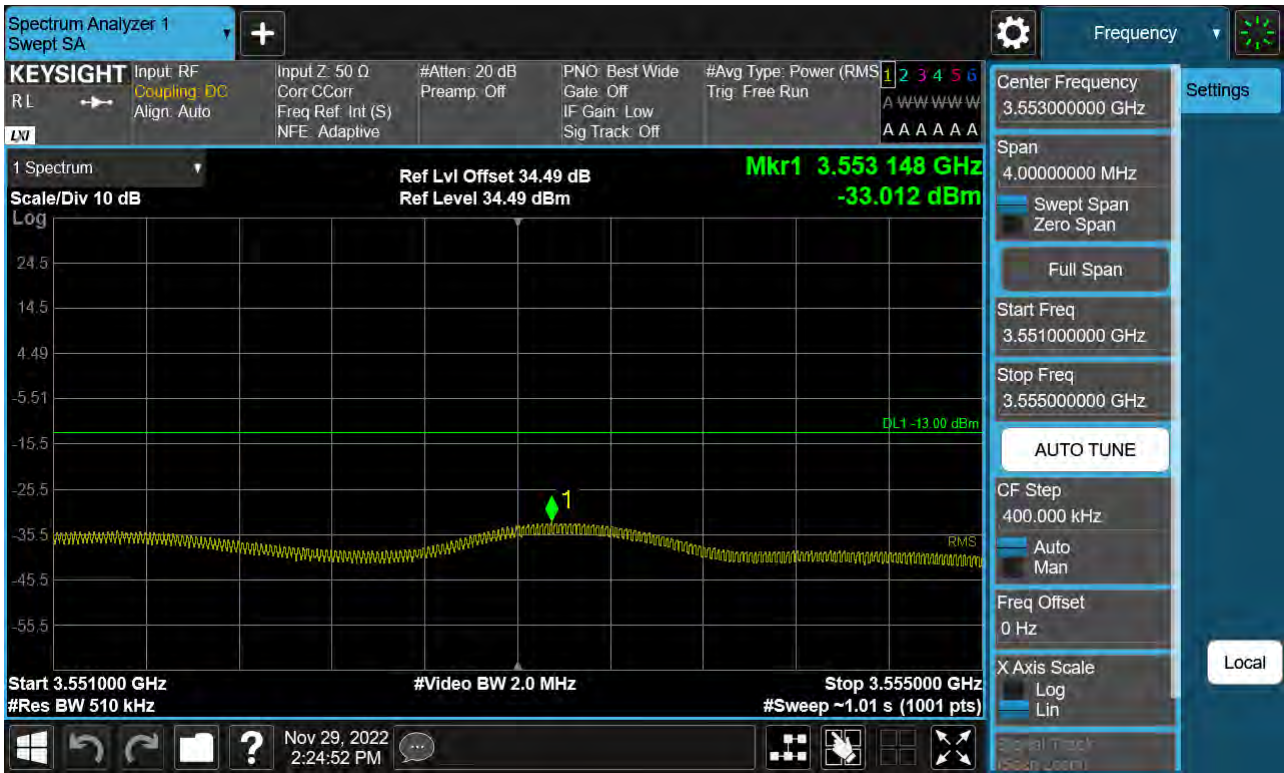 Spectrum Analyzer 1
Swept SA
+
Frequency
KEYSIGHT
RL
LXI
Input: RF
Coupling: DC
Align: Auto
Input Z: 50 Ω
Corr CCorr
Freq Ref: Int (S)
NFE: Adaptive
#Atten: 20 dB
Preamp: Off
PNO: Best Wide
Gate: Off
IF Gain: Low
Sig Track: Off
#Avg Type: Power (RMS
Trig: Free Run
1 2 3 4 5 6
A W W W W W
A A A A A A
1 Spectrum
Scale/Div 10 dB
Log
Ref Lvl Offset 34.49 dB
Ref Level 34.49 dBm
Mkr1 3.553 148 GHz
-33.012 dBm
24.5
14.5
4.49
-5.51
DL1 -13.00 dBm
-15.5
-25.5
1
-35.5
RMS
-45.5
-55.5
Start 3.551000 GHz
#Res BW 510 kHz
#Video BW 2.0 MHz
Stop 3.555000 GHz
#Sweep ~1.01 s (1001 pts)
Center Frequency
3.553000000 GHz
Settings
Span
4.00000000 MHz
Swept Span
Zero Span
Full Span
Start Freq
3.551000000 GHz
Stop Freq
3.555000000 GHz
AUTO TUNE
CF Step
400.000 kHz
Auto
Man
Freq Offset
0 Hz
X Axis Scale
Log
Lin
Local
Signal Track
(Span Zoom)
?
Nov 29, 2022
2:24:52 PM